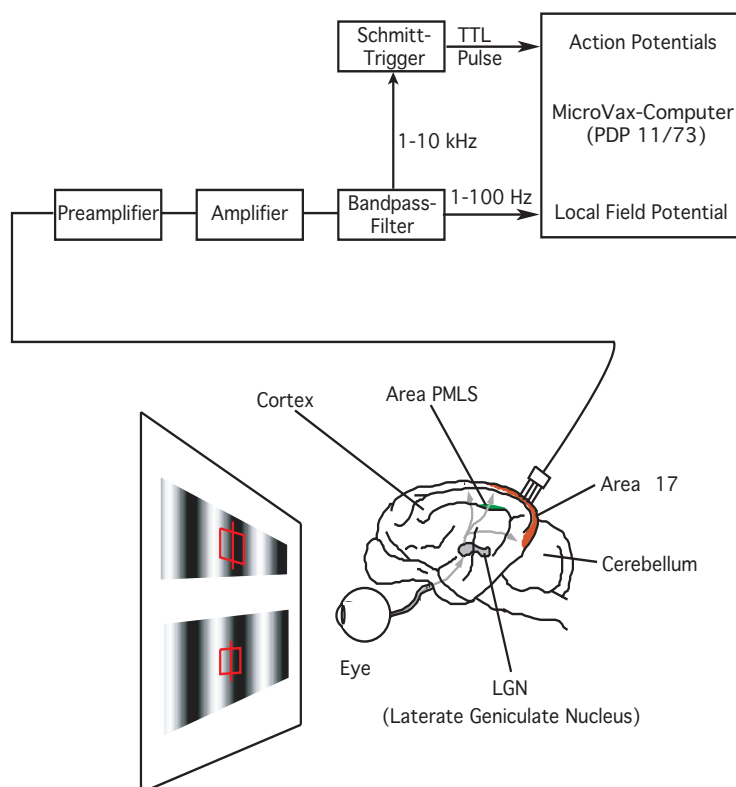 Schmitt-
Trigger
TTL
Pulse
Action Potentials
MicroVax-Computer
(PDP 11/73)
1-10 kHz
Preamplifier
Amplifier
Bandpass-
Filter
1-100 Hz
Local Field Potential
Cortex
Area PMLS
Area 17
Cerebellum
Eye
LGN
(Laterate Geniculate Nucleus)